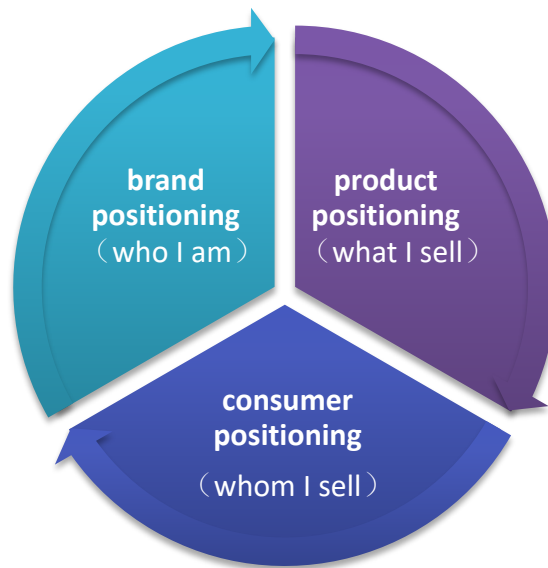 brand
positioning
（who I am）
product
positioning
（what I sell）
consumer
positioning
（whom I sell）